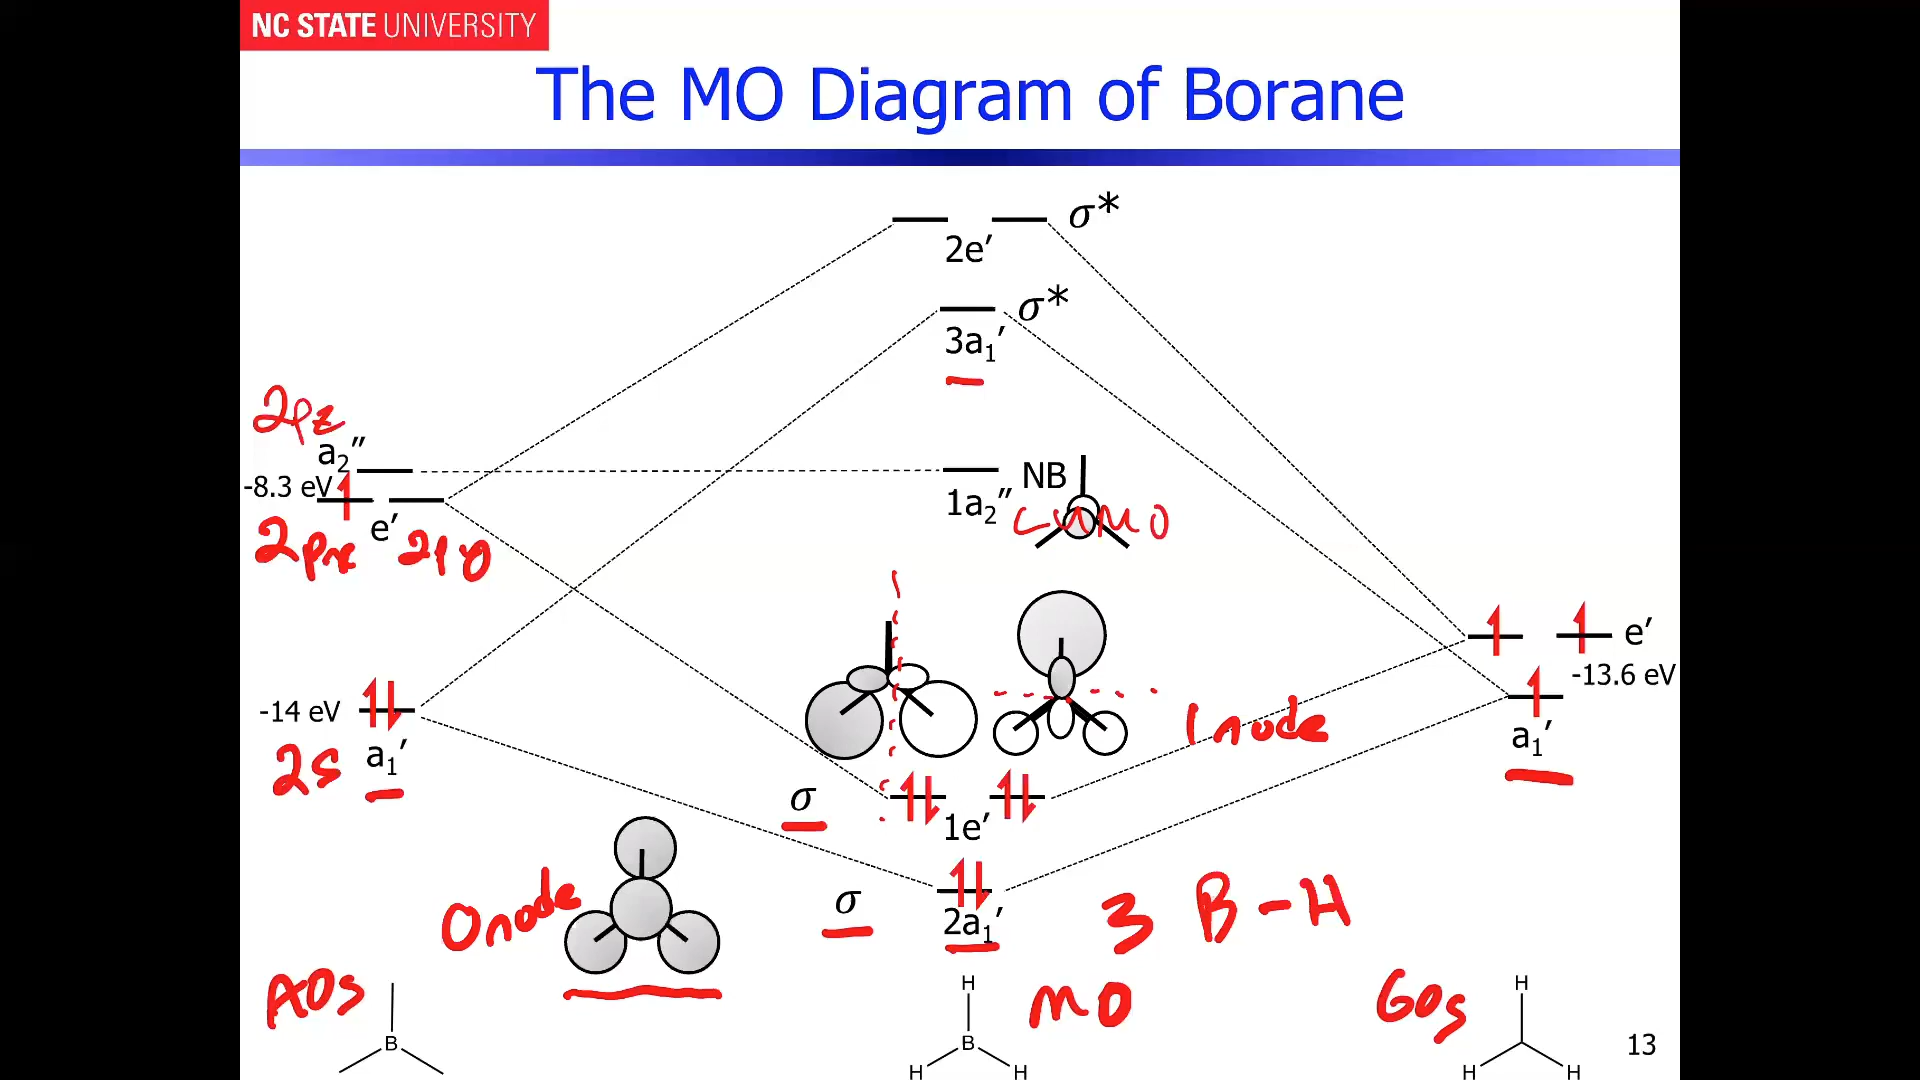 NC STATE UNIVERSITY
The MO Diagram of Borane
σ*
2e′
σ*
3a₁′
2pz
a₂″
-8.3 eV
NB
1a₂″
LUMO
e′
2px 2py
e′
-13.6 eV
-14 eV
1 node
a₁′
2s a₁′
σ
1e′
0 node
σ
2a₁′
3 B-H
AOs
MO
GOs
H
H
B
B
13
H H
H H